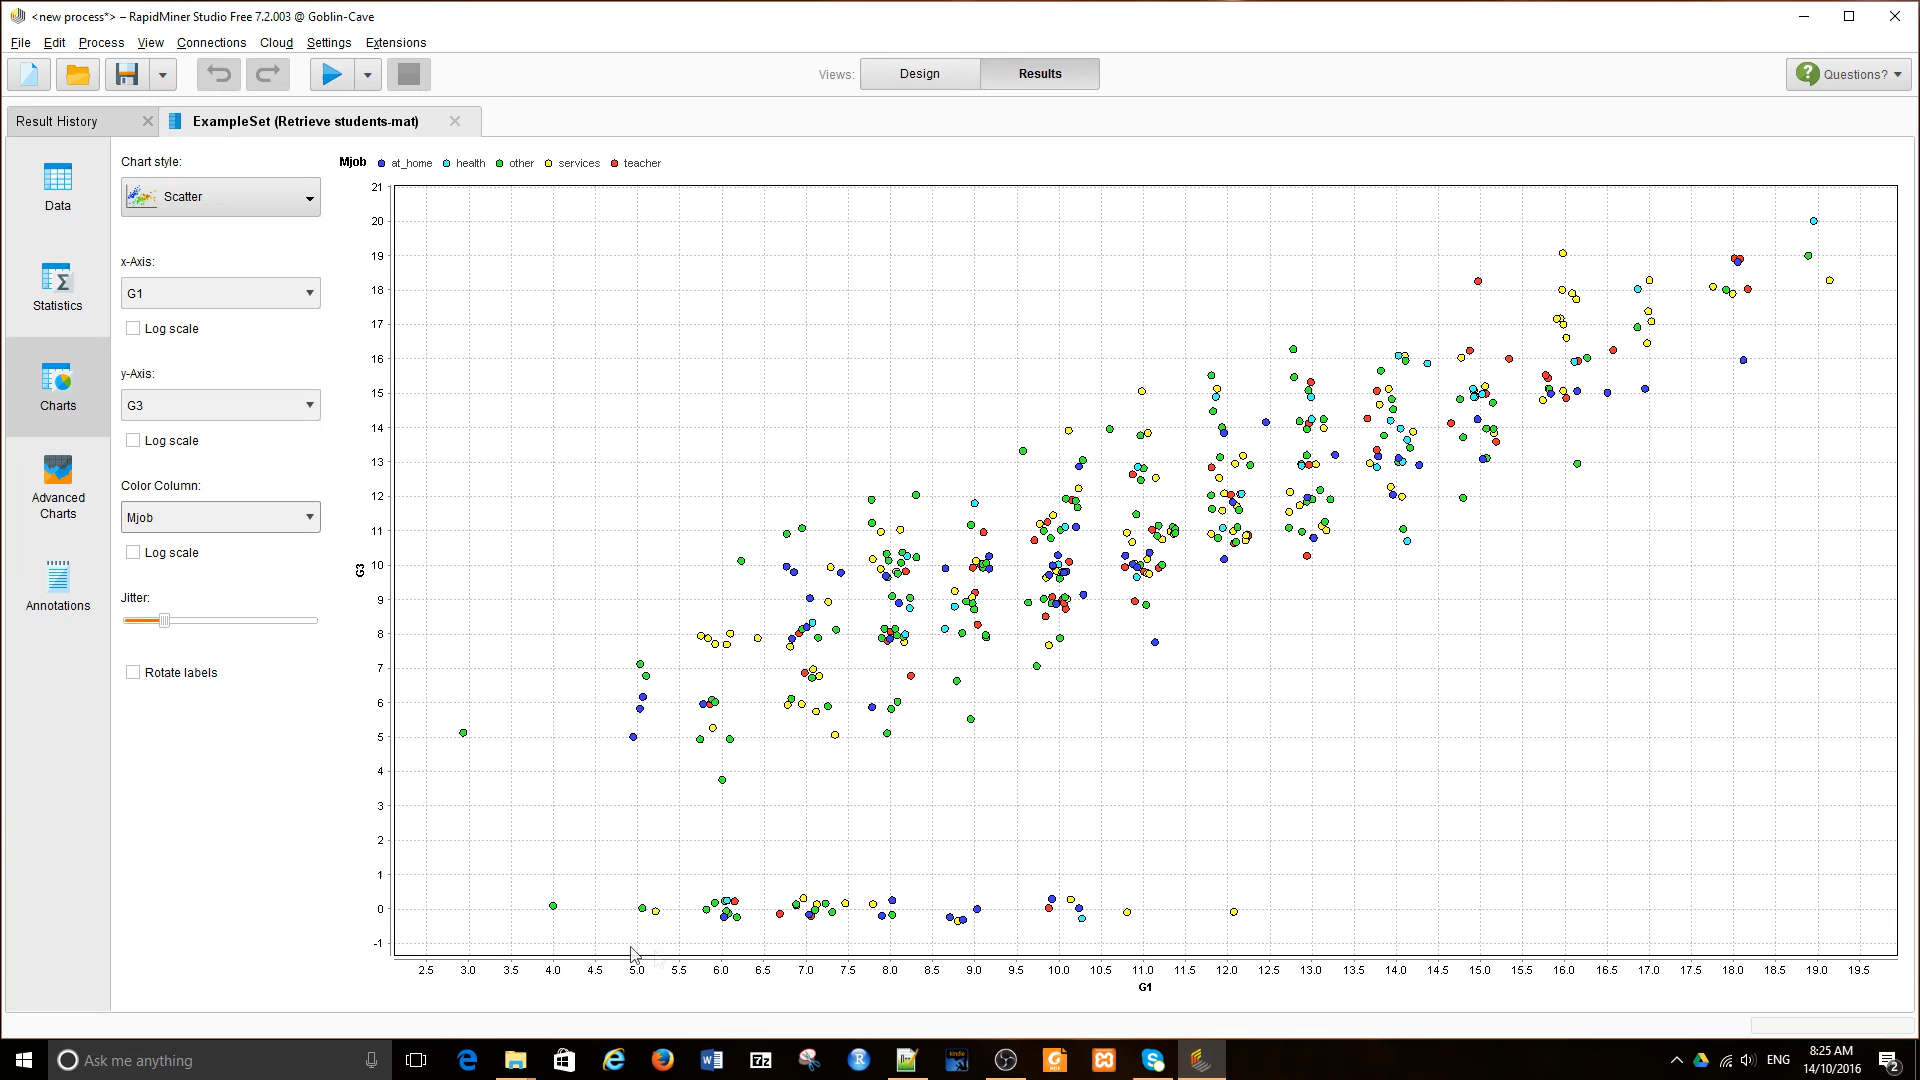 <new process*> – RapidMiner Studio Free 7.2.003 @ Goblin-Cave
File Edit Process View Connections Cloud Settings Extensions
Views: Design Results Questions?
Result History ExampleSet (Retrieve students-mat)
Data
Statistics
Charts
Advanced
Charts
Annotations
Chart style:
Scatter
x-Axis:
G1
Log scale
y-Axis:
G3
Log scale
Color Column:
Mjob
Log scale
Jitter:
Rotate labels
Mjob at_home health other services teacher
21
20
19
18
17
16
15
14
13
12
11
10
9
8
7
6
5
4
3
2
1
0
-1
G3
2.5 3.0 3.5 4.0 4.5 5.0 5.5 6.0 6.5 7.0 7.5 8.0 8.5 9.0 9.5 10.0 10.5 11.0 11.5 12.0 12.5 13.0 13.5 14.0 14.5 15.0 15.5 16.0 16.5 17.0 17.5 18.0 18.5 19.0 19.5
G1
Ask me anything
7z
R
kindle
ENG
8:25 AM
14/10/2016
2